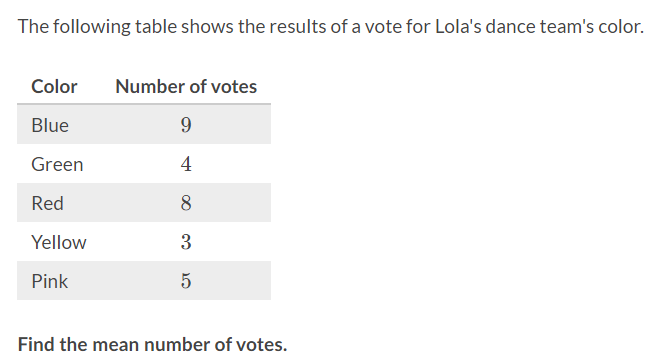 The following table shows the results of a vote for Lola's dance team's color.
Color Number of votes
Blue 9
Green 4
Red 8
Yellow 3
Pink 5
Find the mean number of votes.